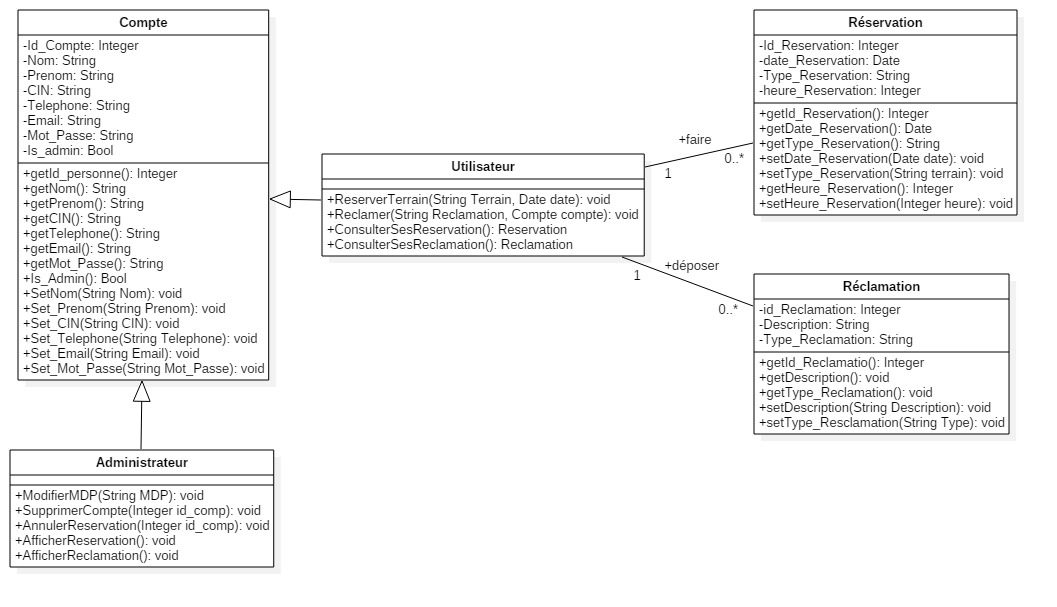 Compte
-Id_Compte: Integer
-Nom: String
-Prenom: String
-CIN: String
-Telephone: String
-Email: String
-Mot_Passe: String
-Is_admin: Bool
+getId_personne(): Integer
+getNom(): String
+getPrenom(): String
+getCIN(): String
+getTelephone(): String
+getEmail(): String
+getMot_Passe(): String
+Is_Admin(): Bool
+SetNom(String Nom): void
+Set_Prenom(String Prenom): void
+Set_CIN(String CIN): void
+Set_Telephone(String Telephone): void
+Set_Email(String Email): void
+Set_Mot_Passe(String Mot_Passe): void
Administrateur
+ModifierMDP(String MDP): void
+SupprimerCompte(Integer id_comp): void
+AnnulerReservation(Integer id_comp): void
+AfficherReservation(): void
+AfficherReclamation(): void
Utilisateur
+ReserverTerrain(String Terrain, Date date): void
+Reclamer(String Reclamation, Compte compte): void
+ConsulterSesReservation(): Reservation
+ConsulterSesReclamation(): Reclamation
+faire
1
0..*
+déposer
1
0..*
Réservation
-Id_Reservation: Integer
-date_Reservation: Date
-Type_Reservation: String
-heure_Reservation: Integer
+getId_Reservation(): Integer
+getDate_Reservation(): Date
+getType_Reservation(): String
+setDate_Reservation(Date date): void
+setType_Reservation(String terrain): void
+getHeure_Reservation(): Integer
+setHeure_Reservation(Integer heure): void
Réclamation
-id_Reclamation: Integer
-Description: String
-Type_Reclamation: String
+getId_Reclamatio(): Integer
+getDescription(): void
+getType_Reclamation(): void
+setDescription(String Description): void
+setType_Resclamation(String Type): void